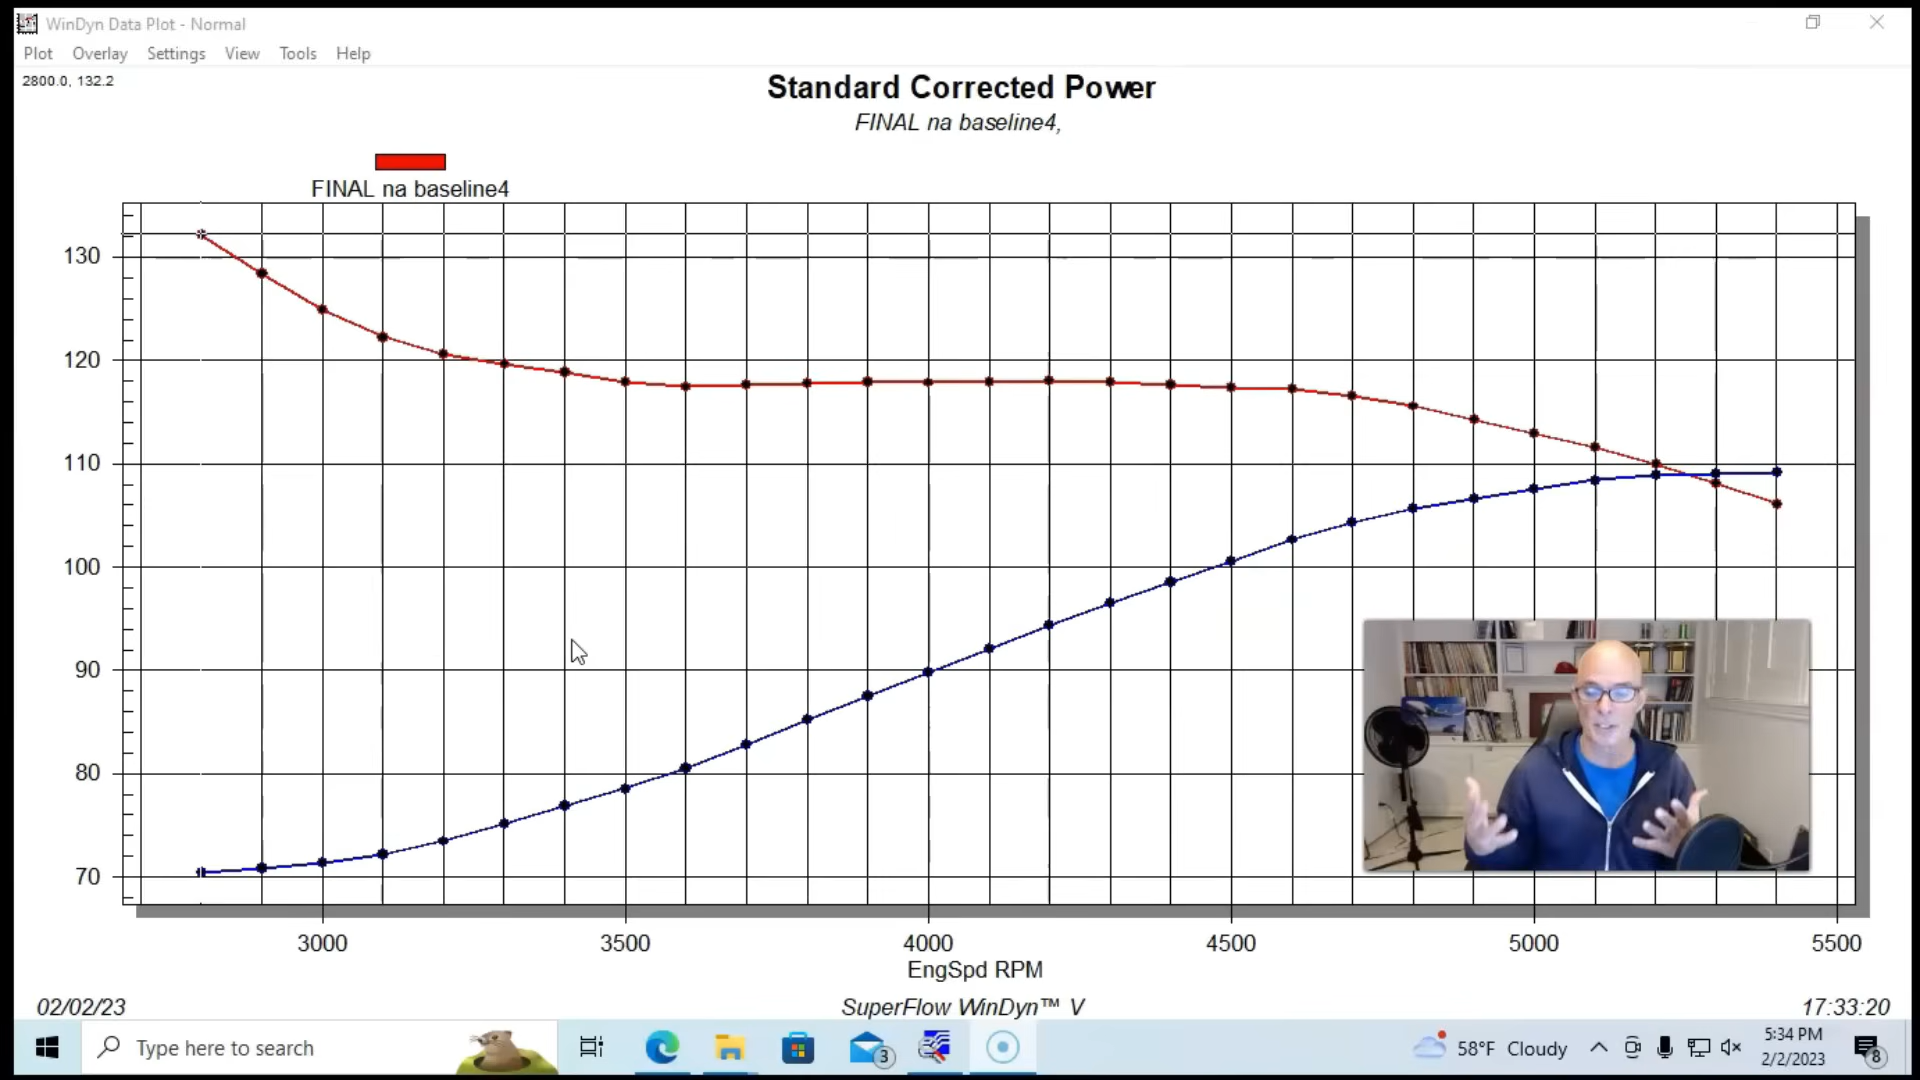 WinDyn Data Plot - Normal
Plot Overlay Settings View Tools Help
2800.0, 132.2
Standard Corrected Power
FINAL na baseline4,
FINAL na baseline4
130
120
110
100
90
80
70
3000 3500 4000 4500 5000 5500
EngSpd RPM
02/02/23 SuperFlow WinDyn™ V 17:33:20
Type here to search 3 58°F Cloudy 5:34 PM 8
2/2/2023